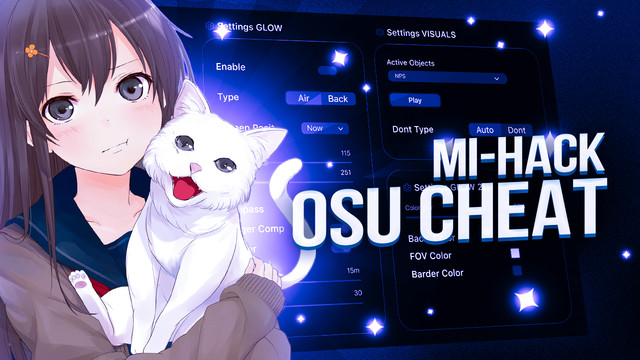 Settings GLOW
Enable
Type
Air Back
Now
115
251
15m
30
Settings VISUALS
Active Objects
NPS
Play
Dont Type
Auto Dont
MI-HACK
OSU CHEAT
FOV Color
Barder Color